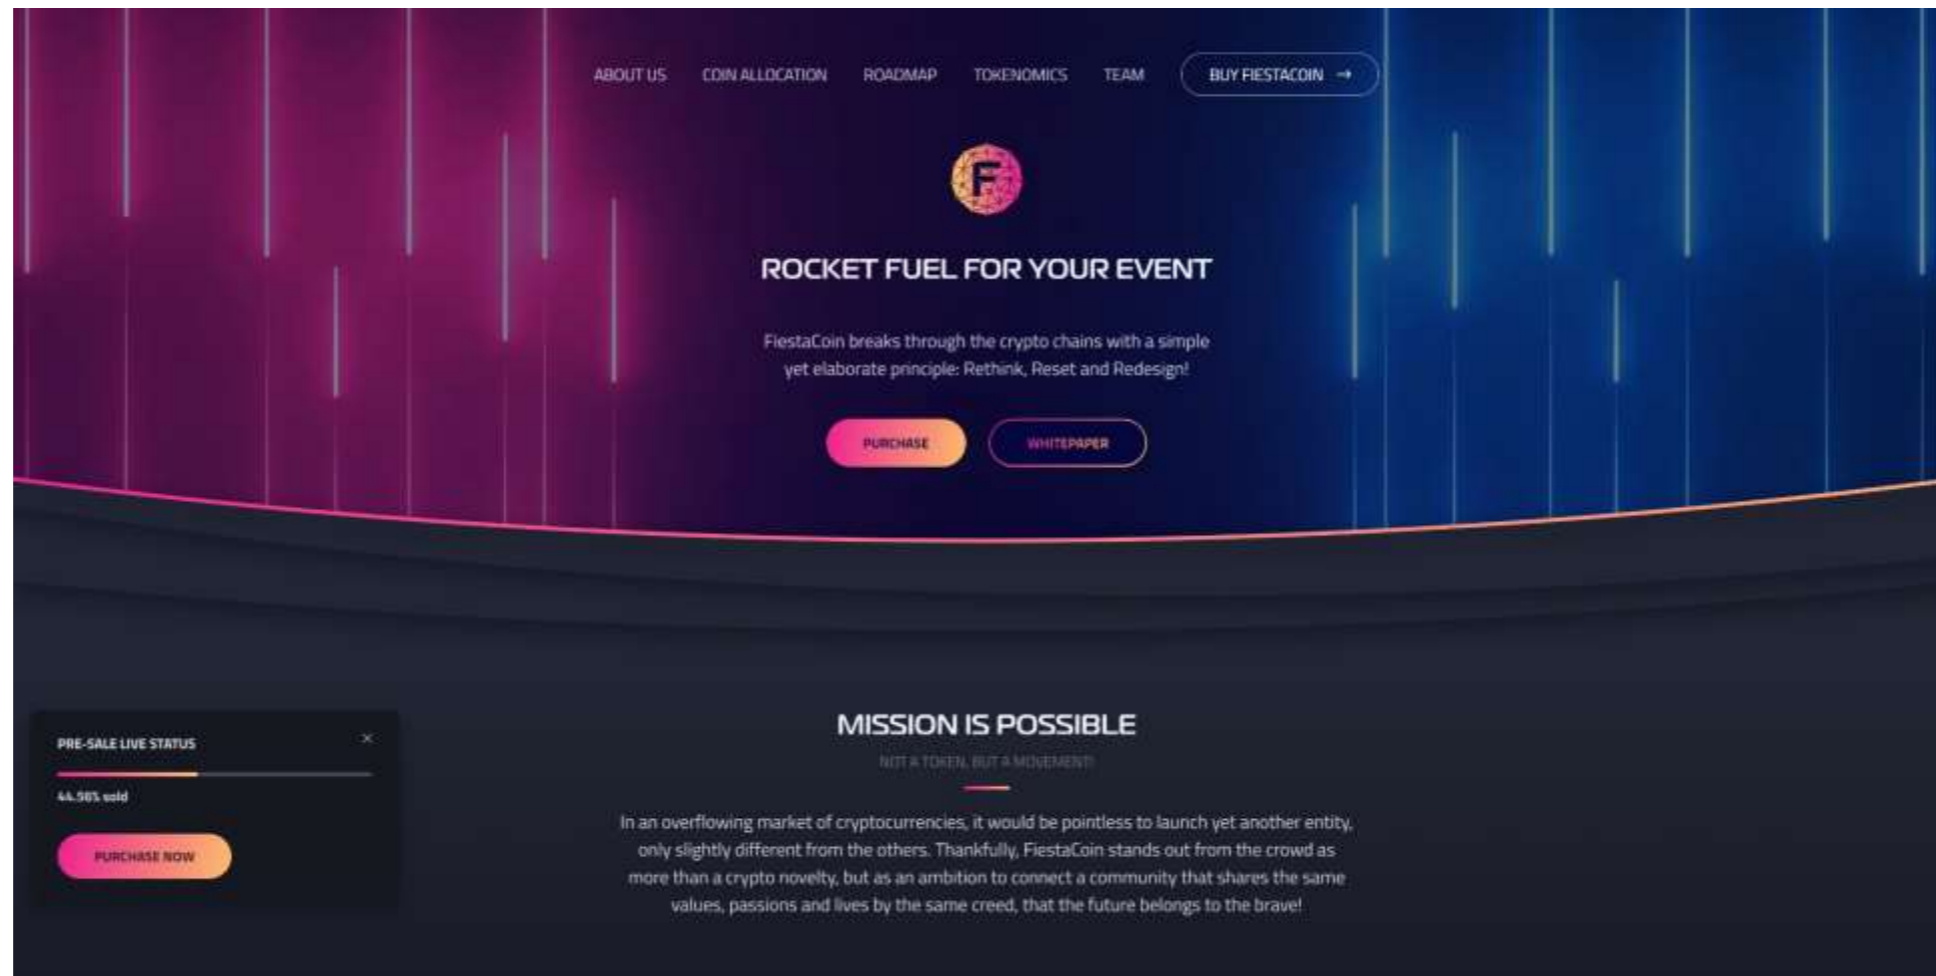 ABOUT US COIN ALLOCATION ROADMAP TOKENOMICS TEAM BUY FIESTACOIN →
F
ROCKET FUEL FOR YOUR EVENT
FiestaCoin breaks through the crypto chains with a simple
yet elaborate principle: Rethink, Reset and Redesign!
PURCHASE WHITEPAPER
PRE-SALE LIVE STATUS ×
44.56% sold
PURCHASE NOW
MISSION IS POSSIBLE
NOT A TOKEN, BUT A MOVEMENT!
In an overflowing market of cryptocurrencies, it would be pointless to launch yet another entity,
only slightly different from the others. Thankfully, FiestaCoin stands out from the crowd as
more than a crypto novelty, but as an ambition to connect a community that shares the same
values, passions and lives by the same creed, that the future belongs to the brave!